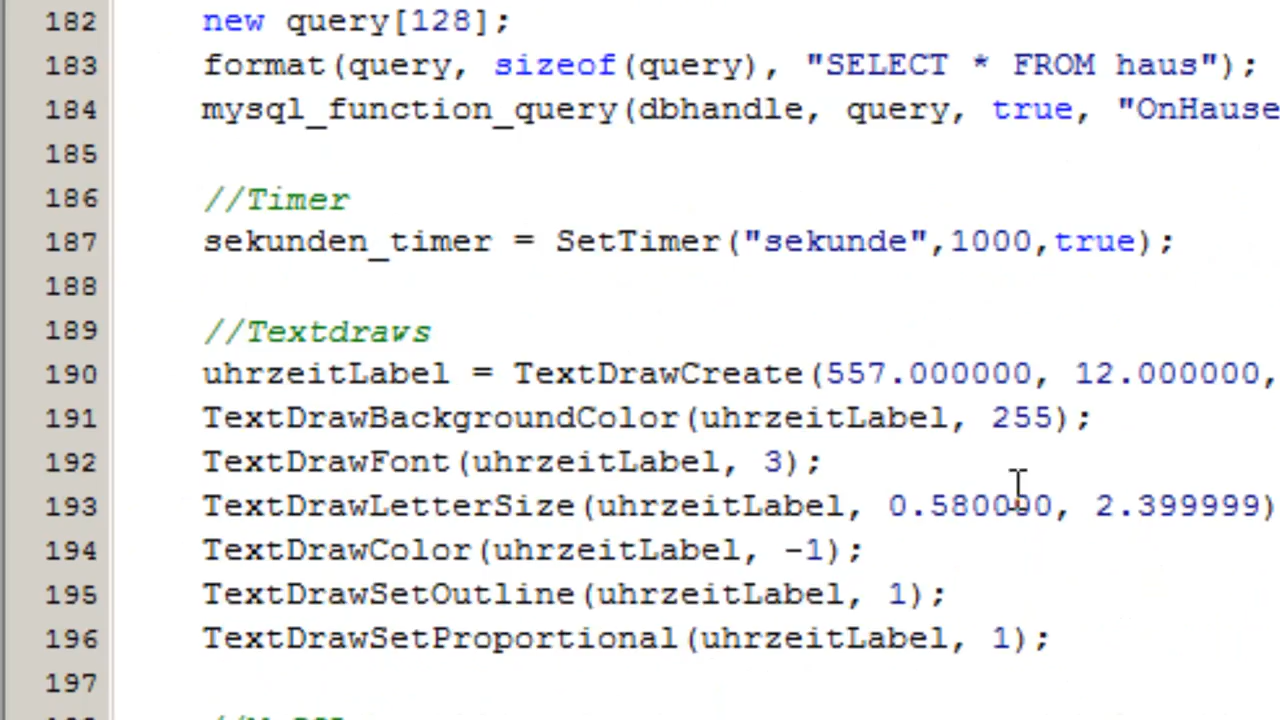 182 new query[128];
183 format(query, sizeof(query), "SELECT * FROM haus");
184 mysql_function_query(dbhandle, query, true, "OnHause
185
186 //Timer
187 sekunden_timer = SetTimer("sekunde",1000,true);
188
189 //Textdraws
190 uhrzeitLabel = TextDrawCreate(557.000000, 12.000000,
191 TextDrawBackgroundColor(uhrzeitLabel, 255);
192 TextDrawFont(uhrzeitLabel, 3);
193 TextDrawLetterSize(uhrzeitLabel, 0.580000, 2.399999)
194 TextDrawColor(uhrzeitLabel, -1);
195 TextDrawSetOutline(uhrzeitLabel, 1);
196 TextDrawSetProportional(uhrzeitLabel, 1);
197